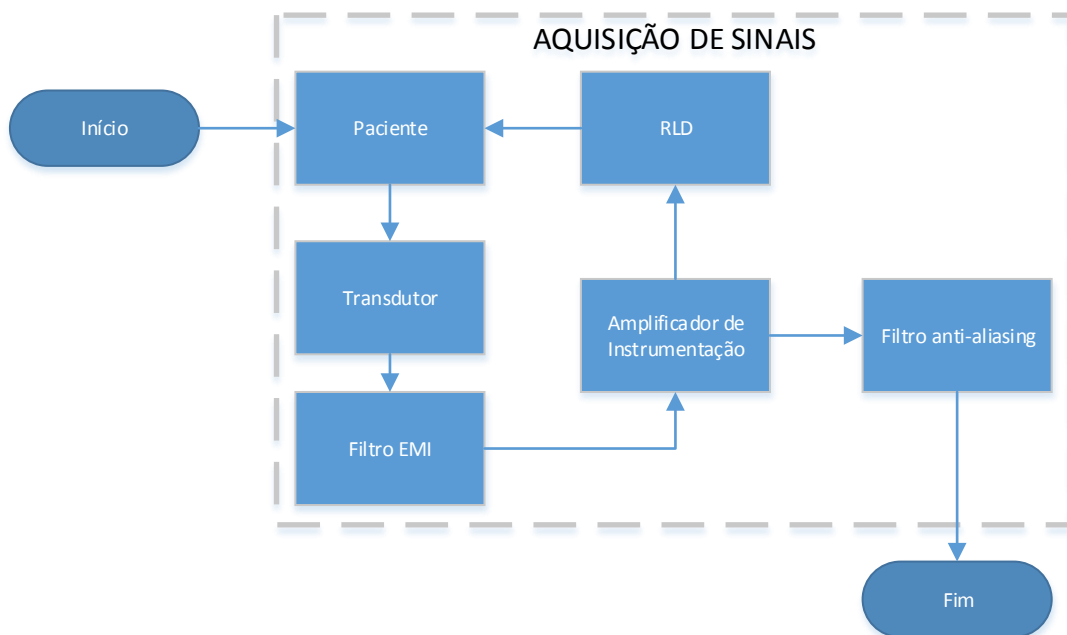 AQUISIÇÃO DE SINAIS
Início
Paciente
RLD
Transdutor
Amplificador de
Instrumentação
Filtro anti-aliasing
Filtro EMI
Fim